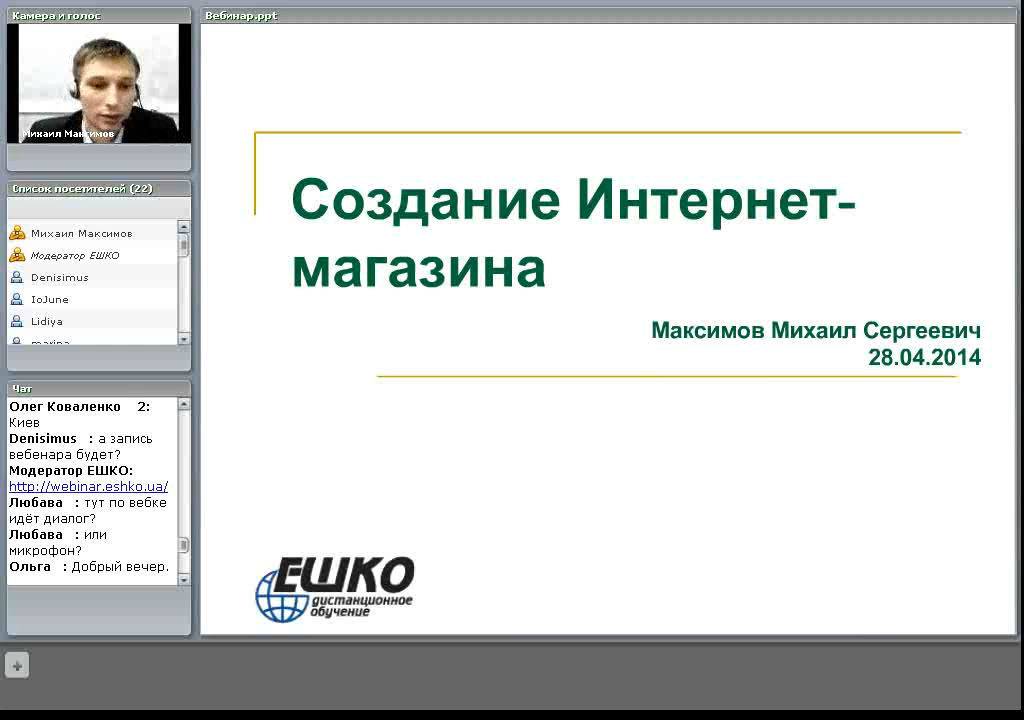 Камера и голос
Михаил Максимов
Список посетителей (22)
Михаил Максимов
Модератор ЕШКО
Denisimus
IoJune
Lidiya
marina
Чат
Олег Коваленко 2:
Киев
Denisimus : а запись
вебенара будет?
Модератор ЕШКО:
http://webinar.eshko.ua/
Любава : тут по вебке
идёт диалог?
Любава : или
микрофон?
Ольга : Добрый вечер.
Вебинар.ppt
Создание Интернет-
магазина
Максимов Михаил Сергеевич
28.04.2014
ЕШКО
дистанционное
обучение